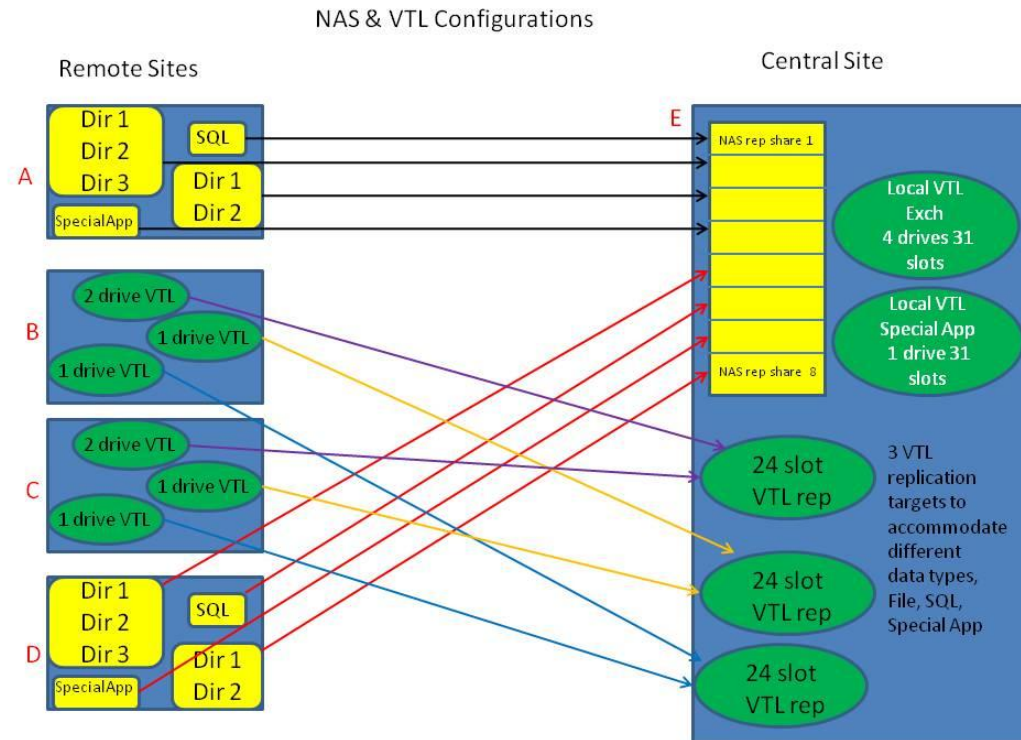 NAS & VTL Configurations
Remote Sites
Central Site
A
Dir 1
Dir 2
Dir 3
SQL
Dir 1
Dir 2
SpecialApp
B
2 drive VTL
1 drive VTL
1 drive VTL
C
2 drive VTL
1 drive VTL
1 drive VTL
D
Dir 1
Dir 2
Dir 3
SQL
Dir 1
Dir 2
SpecialApp
E
NAS rep share 1
NAS rep share 8
Local VTL
Exch
4 drives 31
slots
Local VTL
Special App
1 drive 31
slots
24 slot
VTL rep
24 slot
VTL rep
24 slot
VTL rep
3 VTL
replication
targets to
accommodate
different
data types,
File, SQL,
Special App